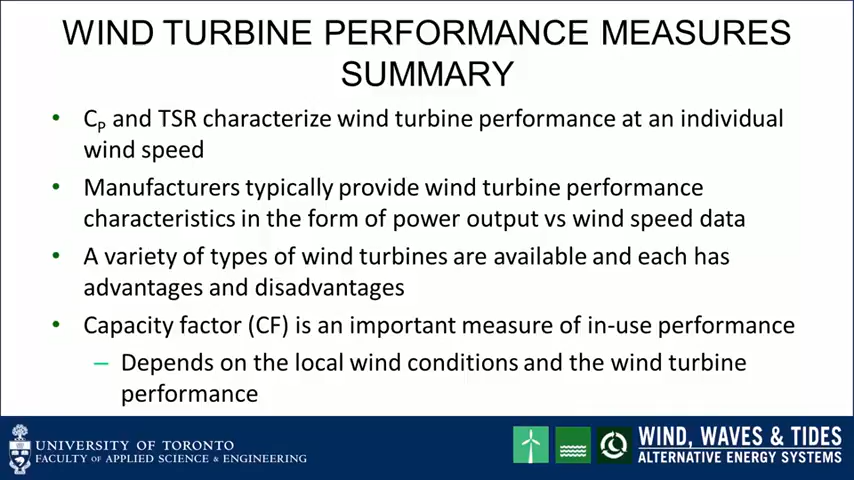 WIND TURBINE PERFORMANCE MEASURES
SUMMARY
• C_P and TSR characterize wind turbine performance at an individual
wind speed
• Manufacturers typically provide wind turbine performance
characteristics in the form of power output vs wind speed data
• A variety of types of wind turbines are available and each has
advantages and disadvantages
• Capacity factor (CF) is an important measure of in-use performance
– Depends on the local wind conditions and the wind turbine
performance
UNIVERSITY OF TORONTO
FACULTY OF APPLIED SCIENCE & ENGINEERING
WIND, WAVES & TIDES
ALTERNATIVE ENERGY SYSTEMS